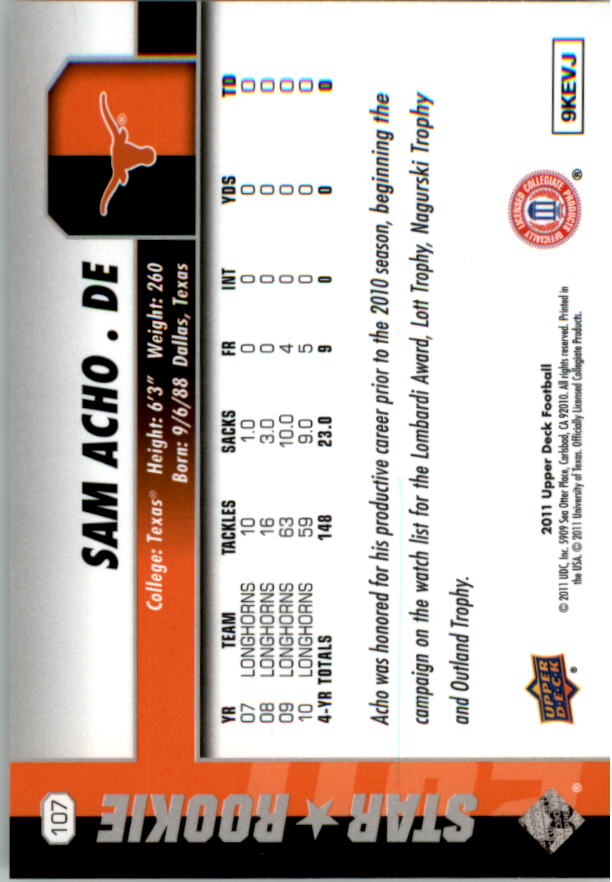 107
STAR ★ ROOKIE
SAM ACHO . DE
College: Texas® Height: 6'3" Weight: 260
Born: 9/6/88 Dallas, Texas
YR TEAM TACKLES SACKS FR INT YDS TD
07 LONGHORNS 10 1.0 0 0 0 0
08 LONGHORNS 16 3.0 0 0 0 0
09 LONGHORNS 63 10.0 4 0 0 0
10 LONGHORNS 59 9.0 5 0 0 0
4-YR TOTALS 148 23.0 9 0 0 0
Acho was honored for his productive career prior to the 2010 season, beginning the
campaign on the watch list for the Lombardi Award, Lott Trophy, Nagurski Trophy
and Outland Trophy.
UPPER
DECK
®
2011 Upper Deck Football
© 2011 UDC, Inc. 5909 Sea Otter Place, Carlsbad, CA 92010. All rights reserved. Printed in
the USA. © 2011 University of Texas. Officially Licensed Collegiate Products.
OFFICIALLY LICENSED COLLEGIATE PRODUCTS
®
9KEVJ